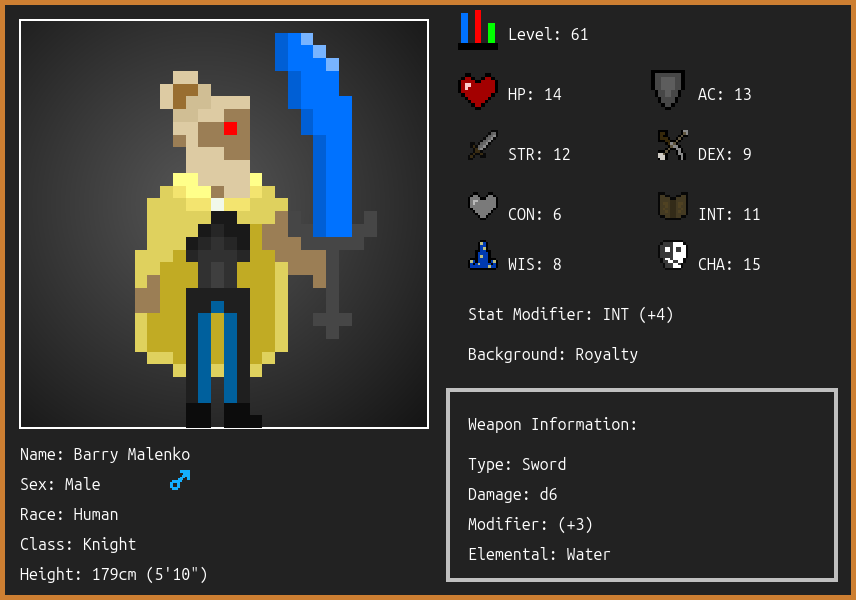 Level: 61
HP: 14
AC: 13
STR: 12
DEX: 9
CON: 6
INT: 11
WIS: 8
CHA: 15
Stat Modifier: INT (+4)
Background: Royalty
Name: Barry Malenko
Sex: Male
Race: Human
Class: Knight
Height: 179cm (5'10")
Weapon Information:
Type: Sword
Damage: d6
Modifier: (+3)
Elemental: Water